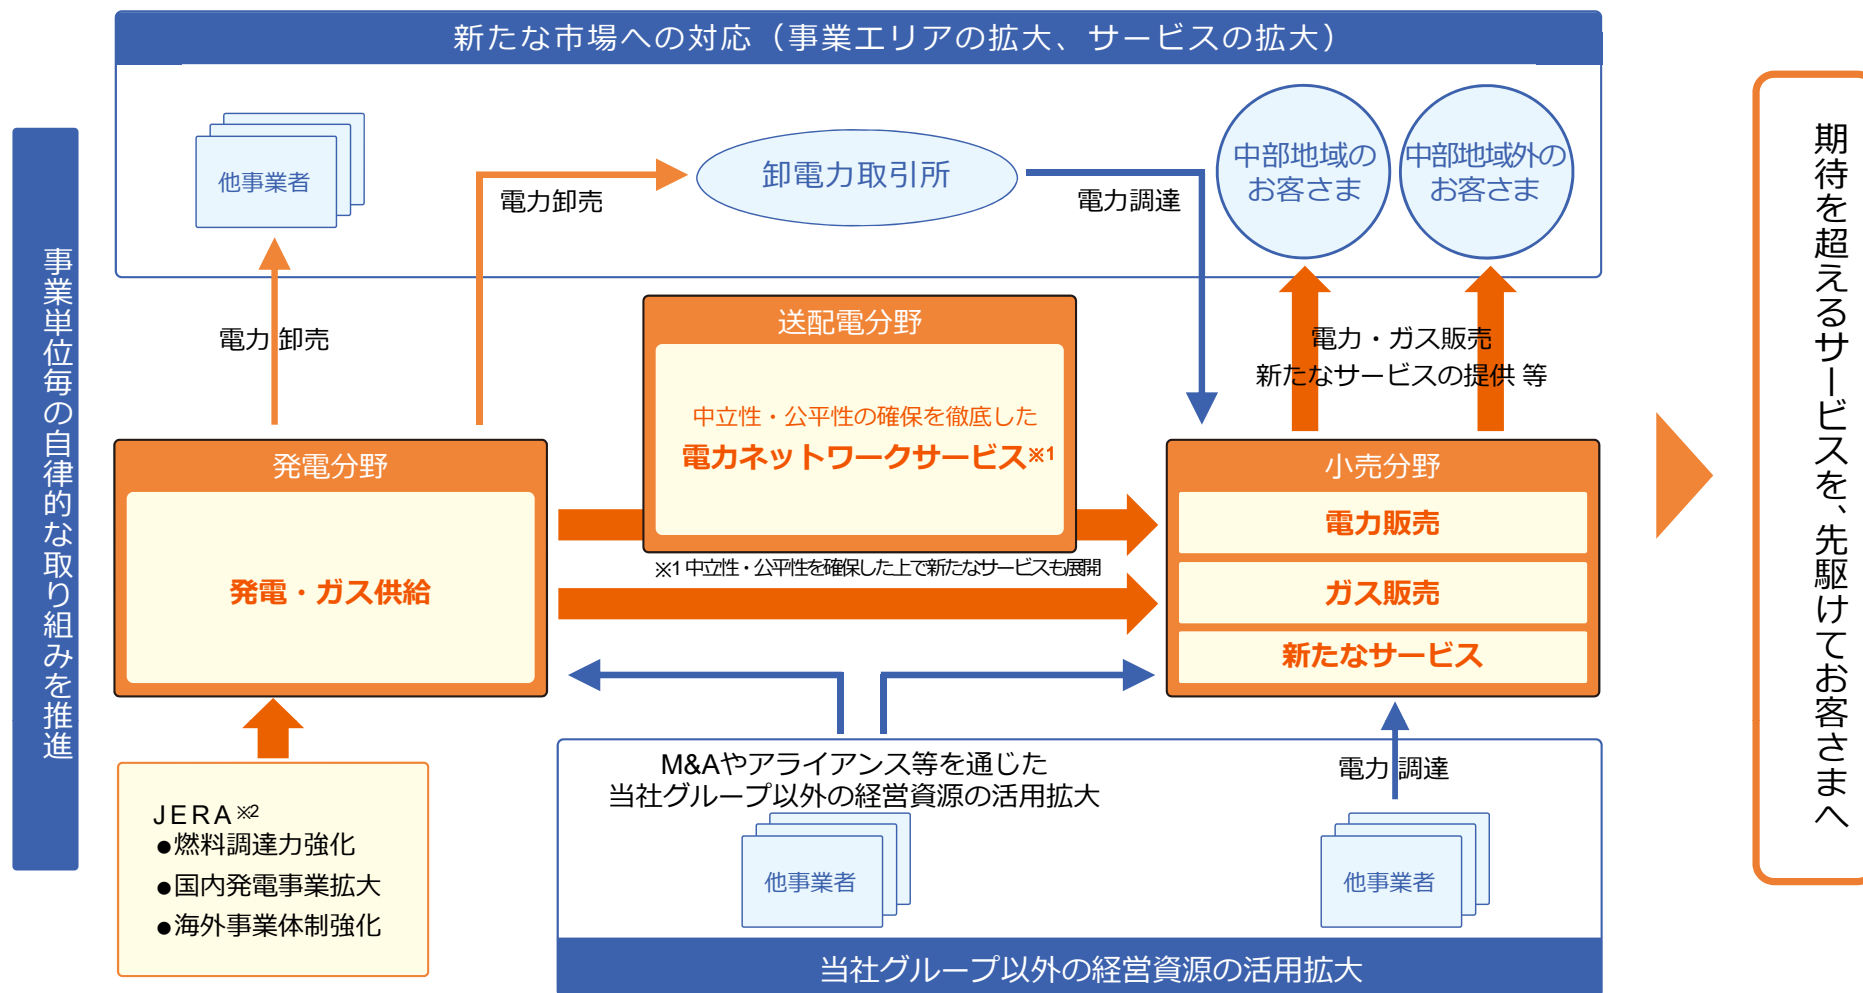 新たな市場への対応（事業エリアの拡大、サービスの拡大）
事業単位毎の自律的な取り組みを推進
他事業者
電力卸売
卸電力取引所
電力調達
中部地域の
お客さま
中部地域外の
お客さま
電力 卸売
送配電分野
中立性・公平性の確保を徹底した
電力ネットワークサービス※1
※1 中立性・公平性を確保した上で新たなサービスも展開
電力・ガス販売
新たなサービスの提供 等
発電分野
発電・ガス供給
小売分野
電力販売
ガス販売
新たなサービス
JERA※2
●燃料調達力強化
●国内発電事業拡大
●海外事業体制強化
M&Aやアライアンス等を通じた
当社グループ以外の経営資源の活用拡大
他事業者
電力 調達
他事業者
当社グループ以外の経営資源の活用拡大
期待を超えるサービスを、先駆けてお客さまへ